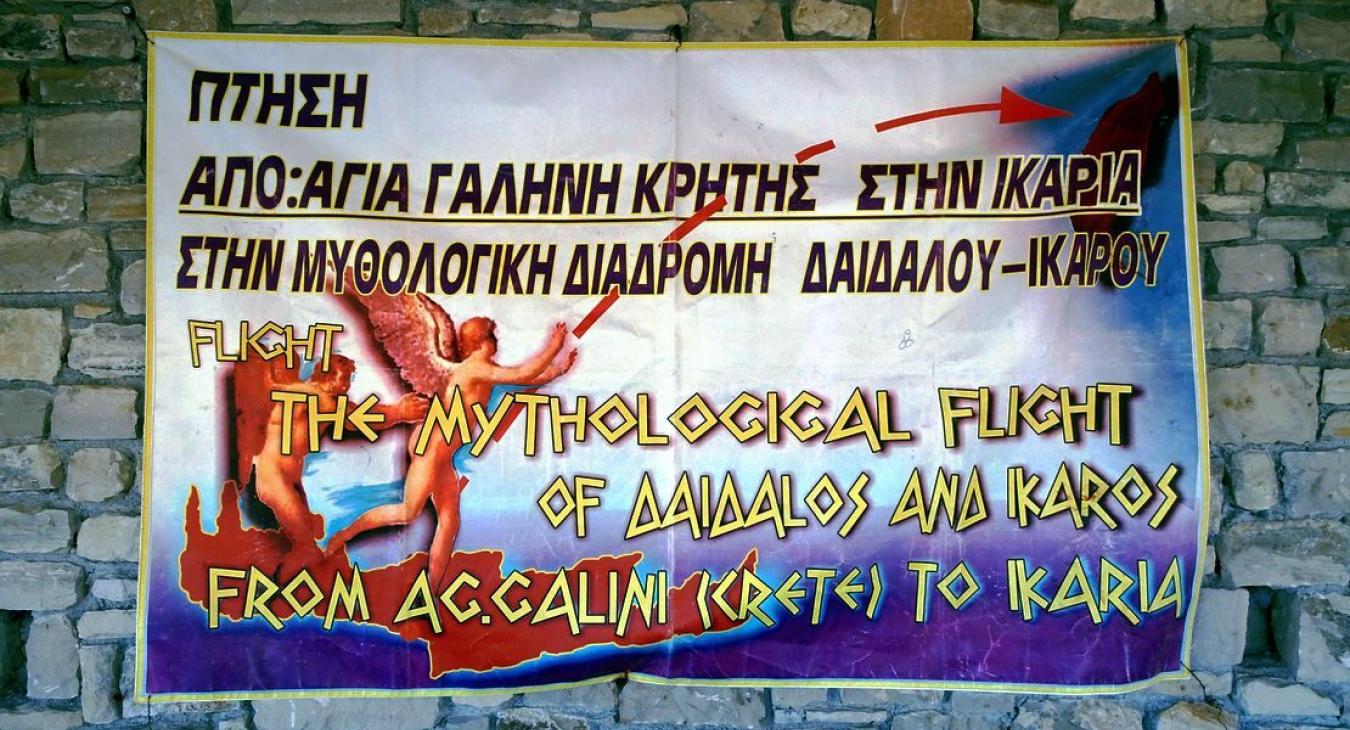 ΠΤΗΣΗ
ΑΠΟ:ΑΓΙΑ ΓΑΛΗΝΗ ΚΡΗΤΗΣ ΣΤΗΝ ΙΚΑΡΙΑ
ΣΤΗΝ ΜΥΘΟΛΟΓΙΚΗ ΔΙΑΔΡΟΜΗ ΔΑΙΔΑΛΟΥ-ΙΚΑΡΟΥ
FLIGHT
THE MYTHOLOGICAL FLIGHT
OF DAIDALOS AND IKAROS
FROM AG.GALINI (CRETE) TO IKARIA